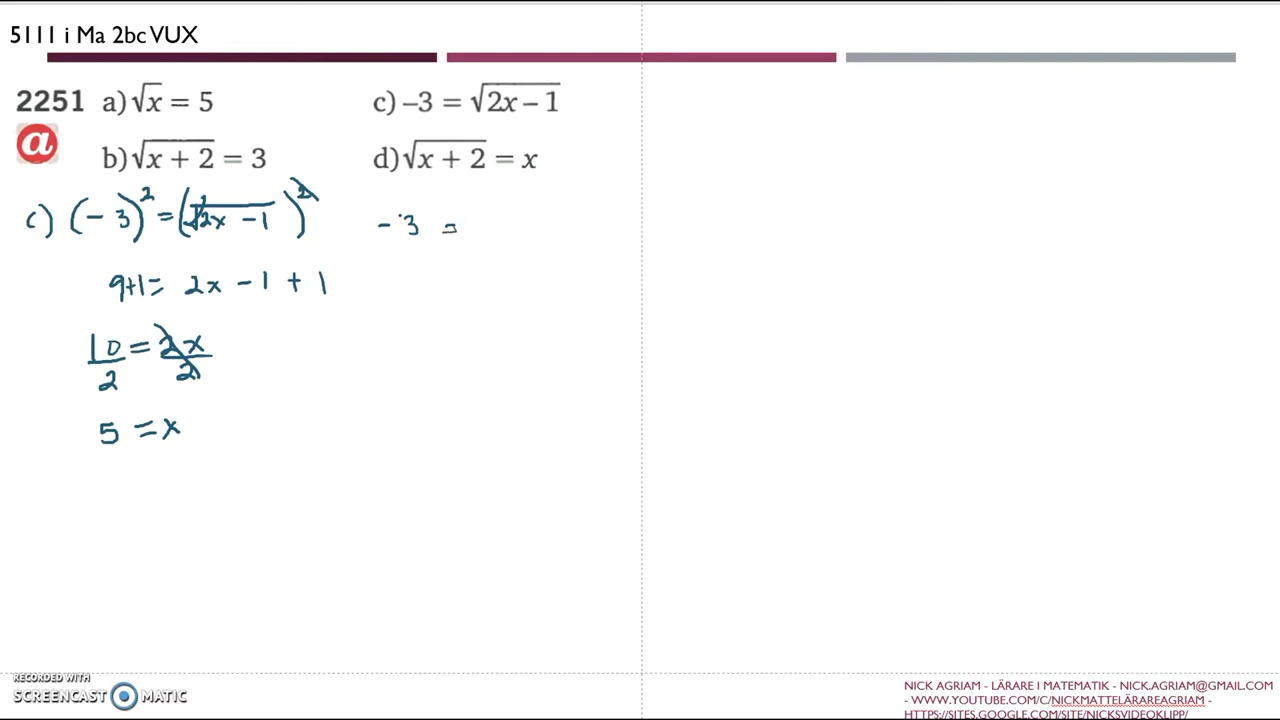 5111 i Ma 2bc VUX
2251 a) √x = 5
c) –3 = √(2x – 1)
a
b) √(x + 2) = 3
d) √(x + 2) = x
c) (-3)² = (√(2x -1))²
9+1 = 2x - 1 + 1
10/2 = 2x/2
5 = x
-3 =
RECORDED WITH
SCREENCAST MATIC
NICK AGRIAM - LÄRARE I MATEMATIK - NICK.AGRIAM@GMAIL.COM
- WWW.YOUTUBE.COM/C/NICKMATTELÄRAREAGRIAM -
HTTPS://SITES.GOOGLE.COM/SITE/NICKSVIDEOKLIPP/